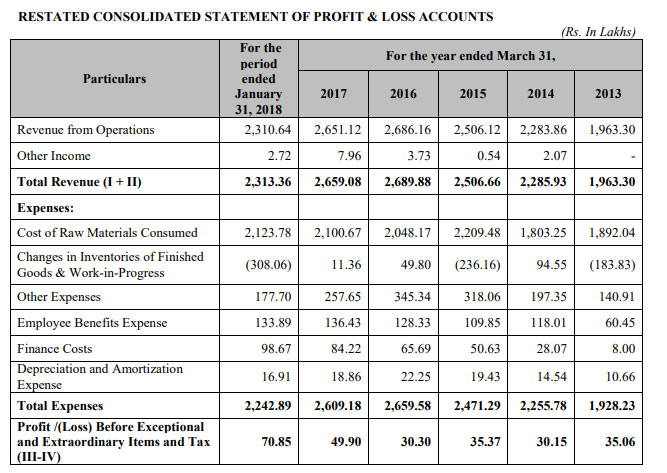 RESTATED CONSOLIDATED STATEMENT OF PROFIT & LOSS ACCOUNTS
(Rs. In Lakhs)
Particulars
For the
period
ended
January
31, 2018
For the year ended March 31,
2017 2016 2015 2014 2013
Revenue from Operations 2,310.64 2,651.12 2,686.16 2,506.12 2,283.86 1,963.30
Other Income 2.72 7.96 3.73 0.54 2.07 -
Total Revenue (I + II) 2,313.36 2,659.08 2,689.88 2,506.66 2,285.93 1,963.30
Expenses:
Cost of Raw Materials Consumed 2,123.78 2,100.67 2,048.17 2,209.48 1,803.25 1,892.04
Changes in Inventories of Finished
Goods & Work-in-Progress (308.06) 11.36 49.80 (236.16) 94.55 (183.83)
Other Expenses 177.70 257.65 345.34 318.06 197.35 140.91
Employee Benefits Expense 133.89 136.43 128.33 109.85 118.01 60.45
Finance Costs 98.67 84.22 65.69 50.63 28.07 8.00
Depreciation and Amortization
Expense 16.91 18.86 22.25 19.43 14.54 10.66
Total Expenses 2,242.89 2,609.18 2,659.58 2,471.29 2,255.78 1,928.23
Profit /(Loss) Before Exceptional
and Extraordinary Items and Tax
(III-IV) 70.85 49.90 30.30 35.37 30.15 35.06